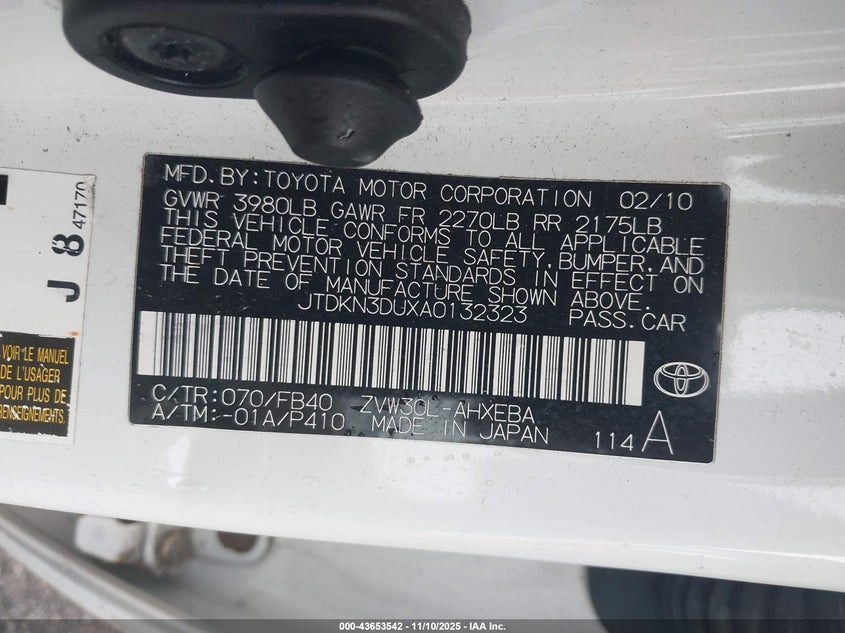 MFD. BY: TOYOTA MOTOR CORPORATION 02/10
GVWR 3980LB GAWR FR 2270LB RR 2175LB
THIS VEHICLE CONFORMS TO ALL APPLICABLE
FEDERAL MOTOR VEHICLE SAFETY, BUMPER, AND
THEFT PREVENTION STANDARDS IN EFFECT ON
THE DATE OF MANUFACTURE SHOWN ABOVE.
JTDKN3DUXA0132323 PASS. CAR
C/TR: 070/FB40 ZVW30L-AHXEBA
A/TM: -01A/P410 MADE IN JAPAN 114 A
J 8 47170
VOIR LE MANUEL
DE L'USAGER
POUR PLUS DE
RENSEIGNEMENTS.
000-43653542 - 11/10/2025 - IAA Inc.